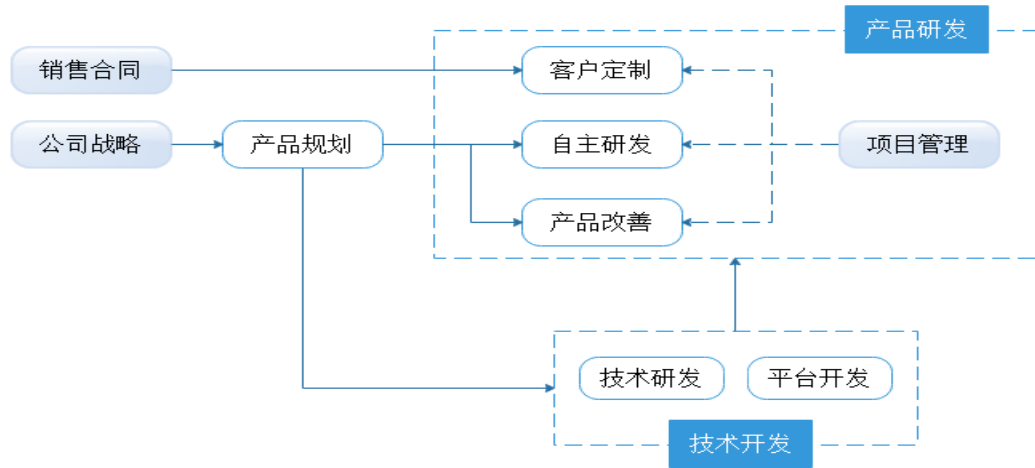 产品研发
销售合同
客户定制
公司战略
产品规划
自主研发
项目管理
产品改善
技术研发
平台开发
技术开发